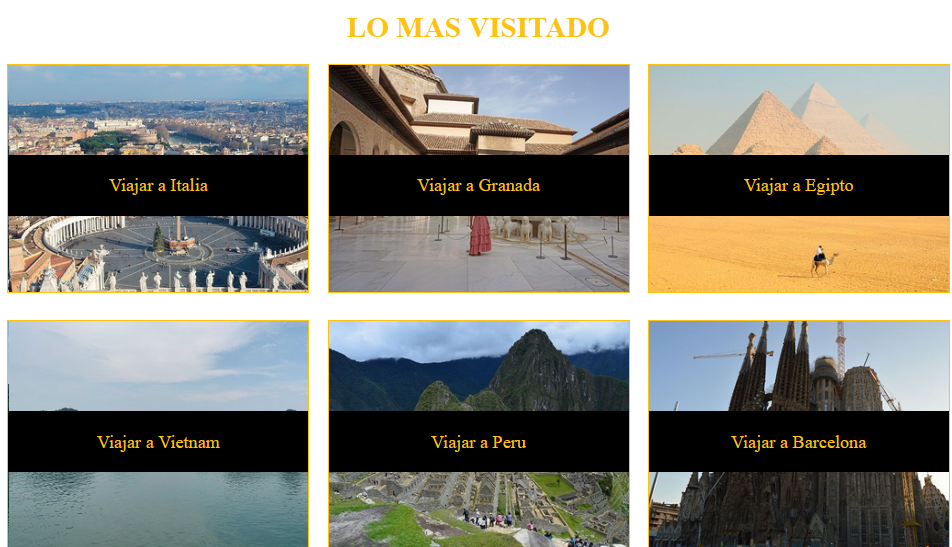 LO MAS VISITADO
Viajar a Italia
Viajar a Granada
Viajar a Egipto
Viajar a Vietnam
Viajar a Peru
Viajar a Barcelona